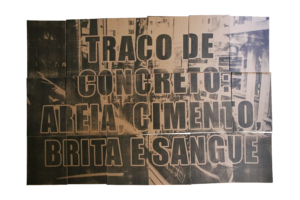 TRAÇO DE
CONCRETO:
AREIA, CIMENTO,
BRITA E SANGUE